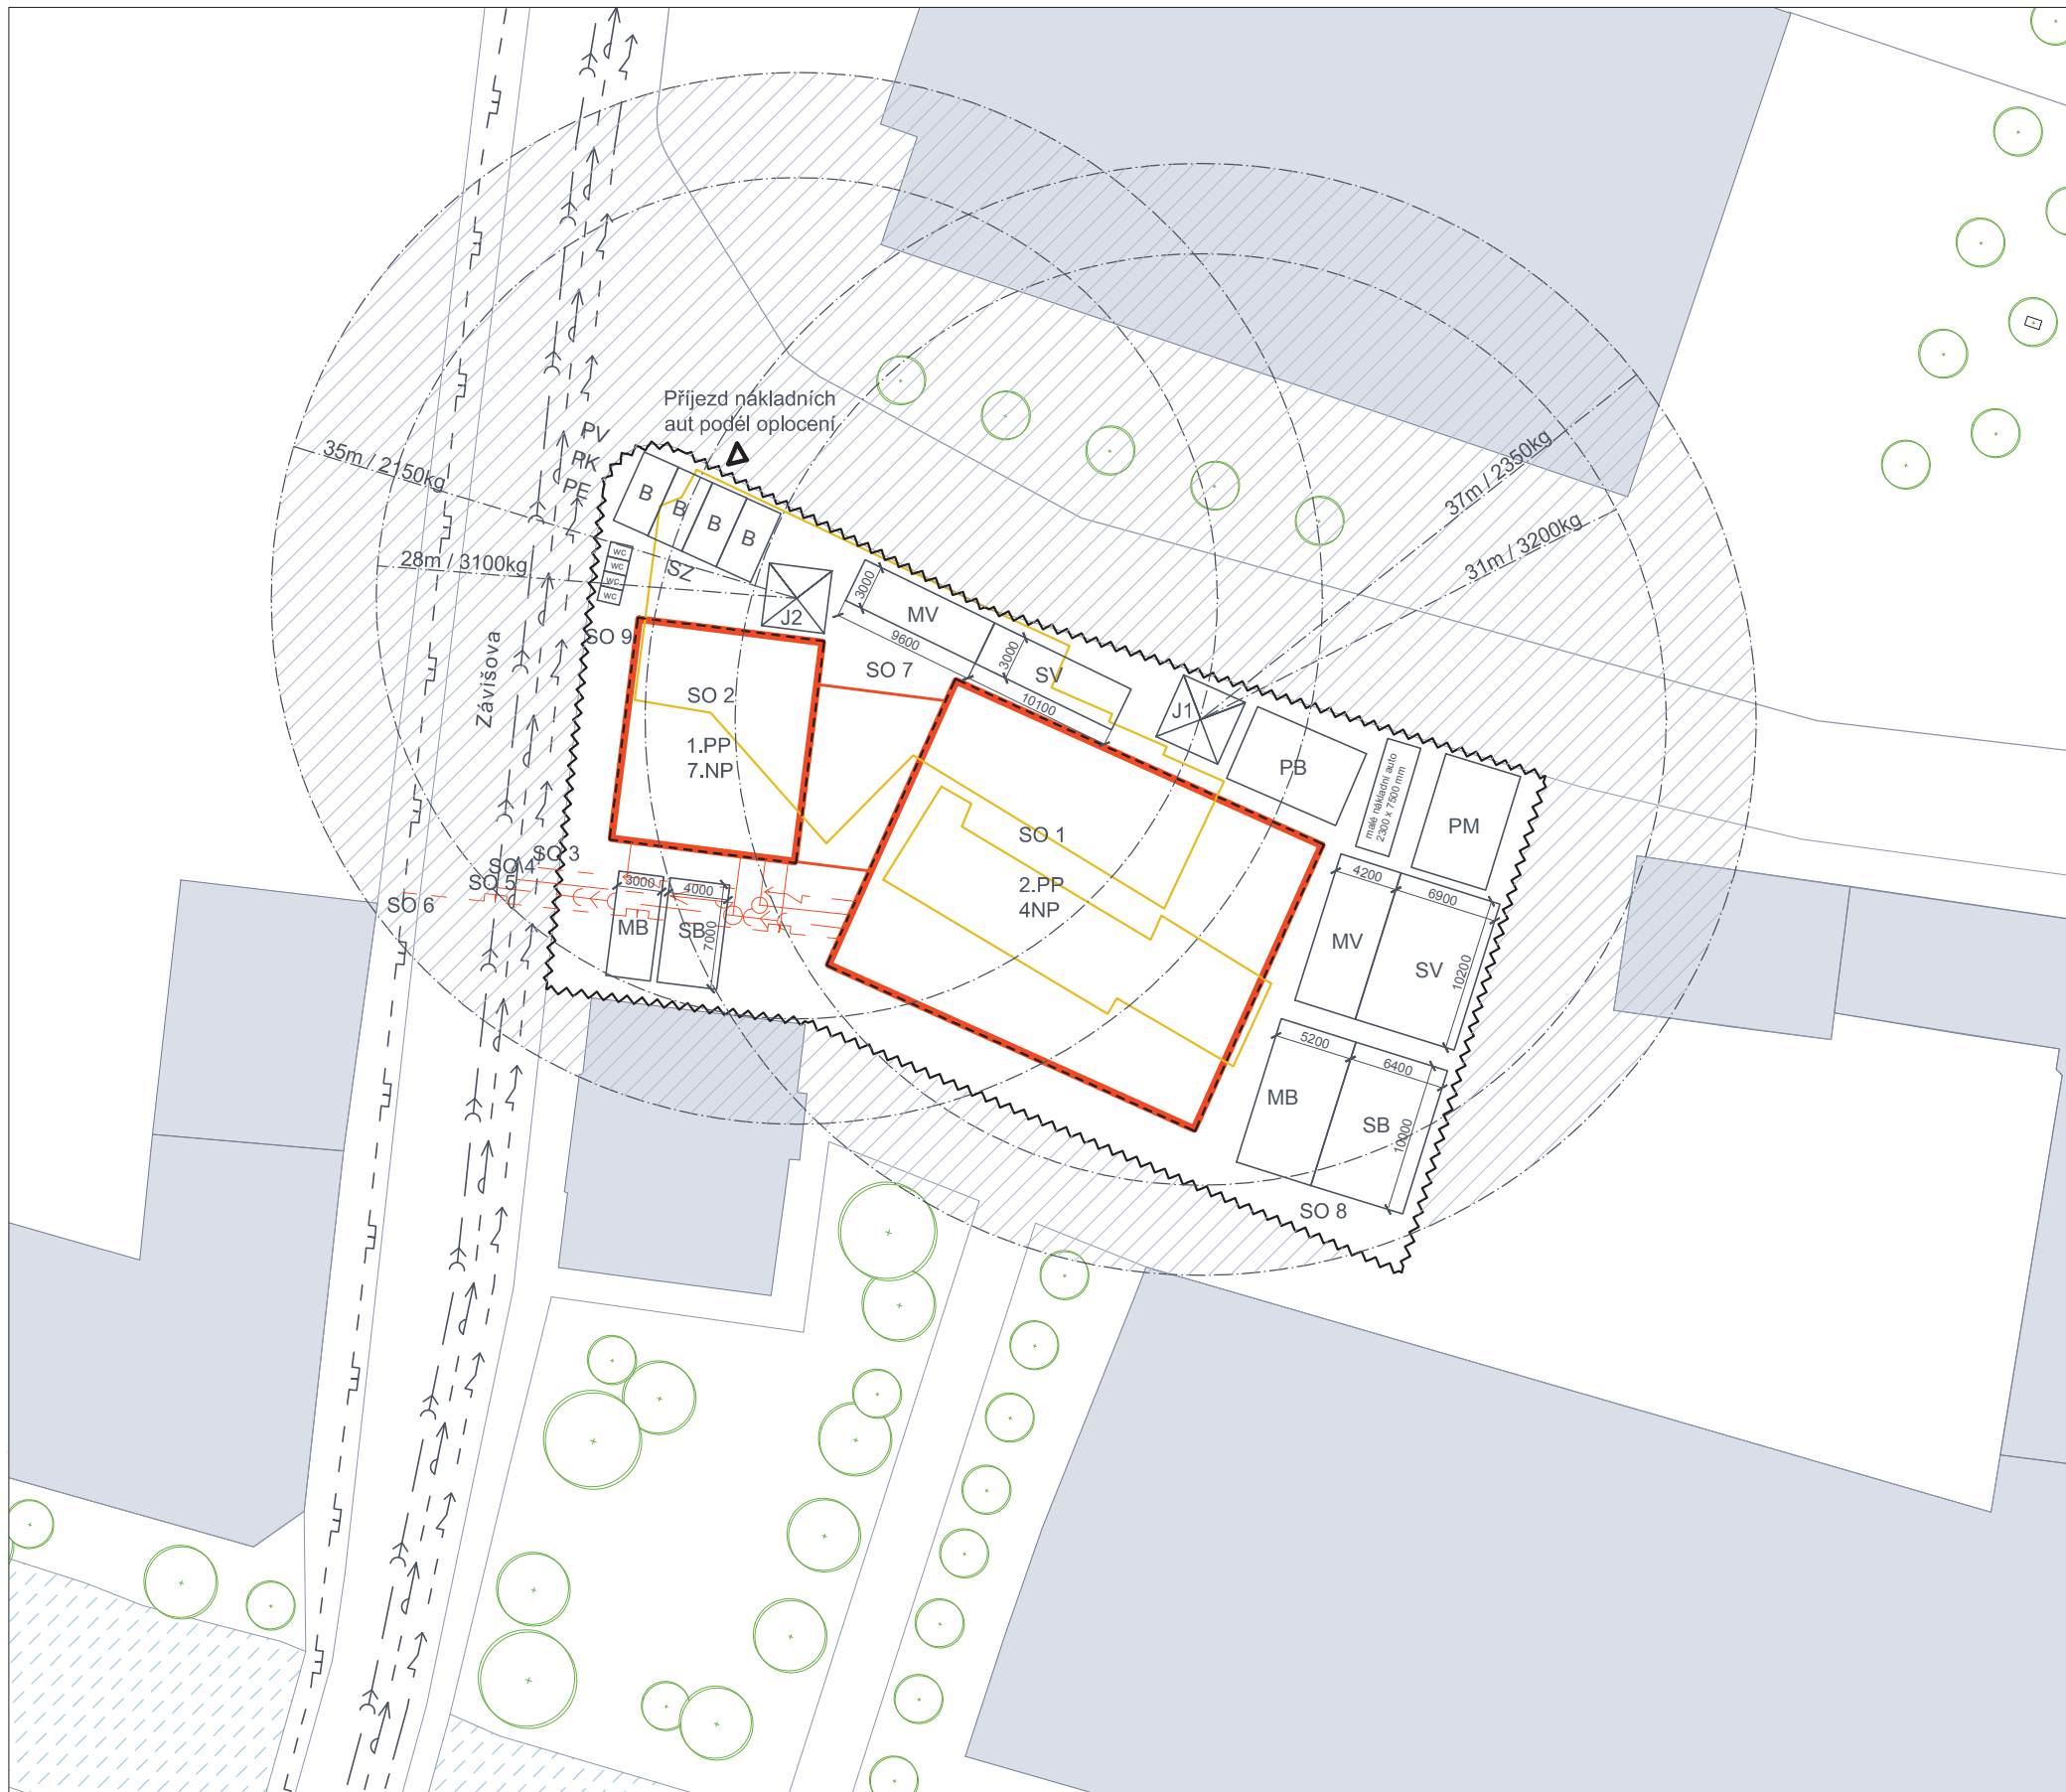 Příjezd nákladních
aut podél oplocení
PV
PK
PE
35m / 2150kg
28m / 3100kg
37m / 2350kg
31m / 3200kg
B
B
B
B
WC
WC
WC
WC
SZ
J2
3000
MV
9600
3000
SV
10100
SO 9
SO 7
Závišova
SO 2
1.PP
7.NP
J1
PB
malé nákladní auto
2300 x 7500 mm
PM
SO 1
2.PP
4NP
SO 3
SO 4
SO 5
SO 6
3000
4000
MB
SB
7000
4200
6900
MV
SV
10200
5200
6400
MB
SB
10000
SO 8